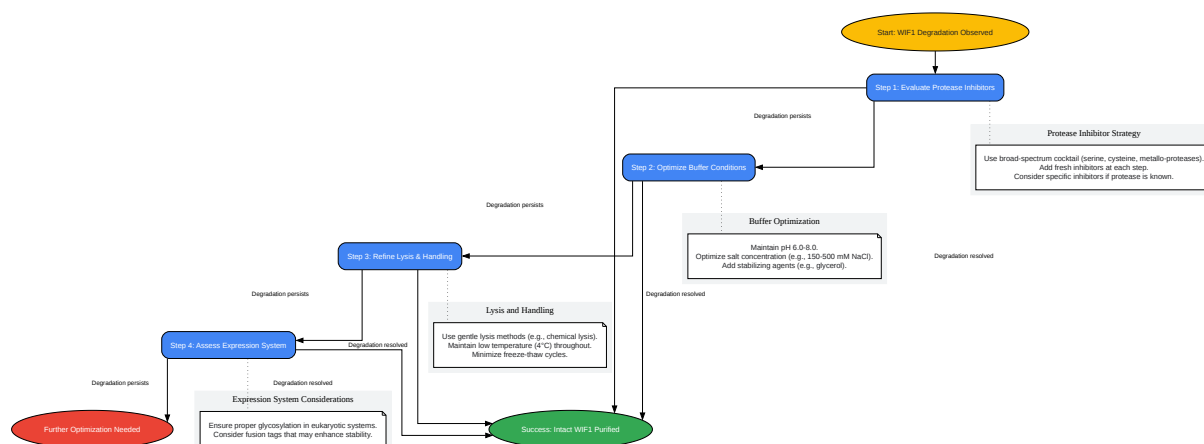 Start: WIF1 Degradation Observed
Step 1: Evaluate Protease Inhibitors
Degradation persists
Protease Inhibitor Strategy
Use broad-spectrum cocktail (serine, cysteine, metallo-proteases).
Add fresh inhibitors at each step.
Consider specific inhibitors if protease is known.
Step 2: Optimize Buffer Conditions
Degradation persists
Buffer Optimization
Maintain pH 6.0-8.0.
Optimize salt concentration (e.g., 150-500 mM NaCl).
Add stabilizing agents (e.g., glycerol).
Degradation resolved
Step 3: Refine Lysis & Handling
Degradation persists
Degradation resolved
Lysis and Handling
Use gentle lysis methods (e.g., chemical lysis).
Maintain low temperature (4°C) throughout.
Minimize freeze-thaw cycles.
Step 4: Assess Expression System
Degradation resolved
Degradation persists
Degradation resolved
Expression System Considerations
Ensure proper glycosylation in eukaryotic systems.
Consider fusion tags that may enhance stability.
Further Optimization Needed
Success: Intact WIF1 Purified